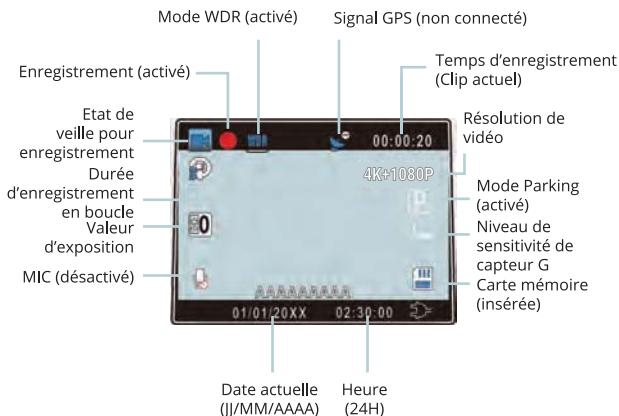 Mode WDR (activé)
Signal GPS (non connecté)
Enregistrement (activé)
Temps d'enregistrement
(Clip actuel)
Etat de
veille pour
enregistrement
Durée
d'enregistrement
en boucle
Valeur
d'exposition
MIC (désactivé)
00:00:20
4K+1080P
0
AAAAAAAAA
01/01/20XX
02:30:00
Résolution de
vidéo
Mode Parking
(activé)
Niveau de
sensitivité de
capteur G
Carte mémoire
(insérée)
Date actuelle
(JJ/MM/AAAA)
Heure
(24H)